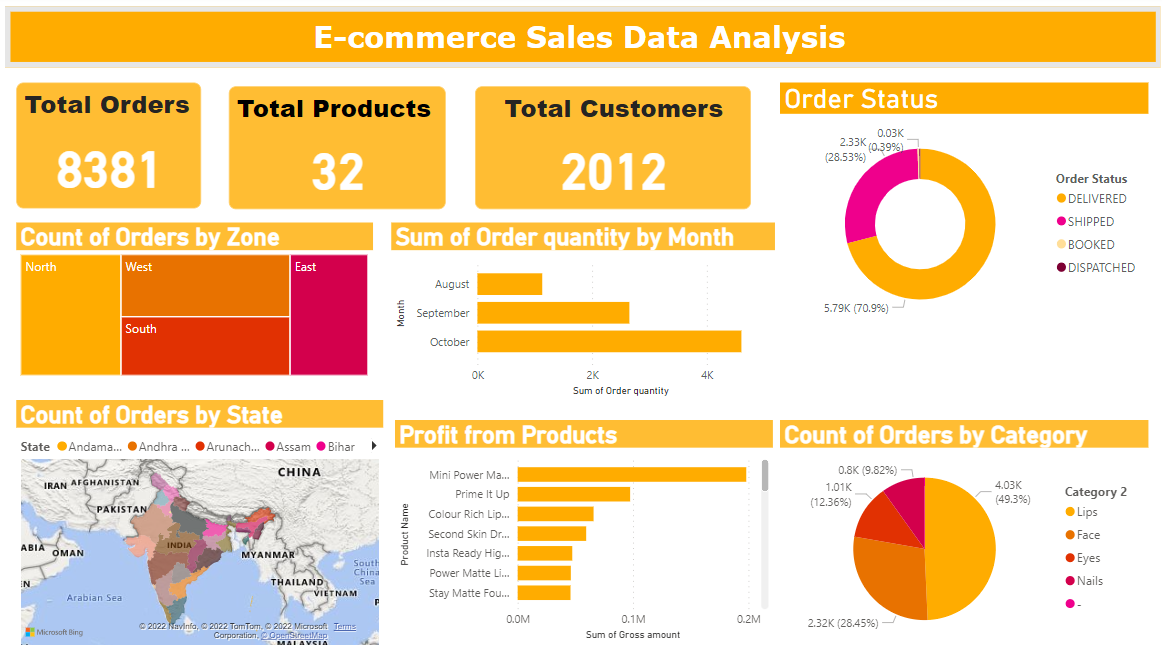 E-commerce Sales Data Analysis
Total Orders
8381
Total Products
32
Total Customers
2012
Order Status
0.03K
(0.39%)
2.33K
(28.53%)
5.79K (70.9%)
Order Status
DELIVERED
SHIPPED
BOOKED
DISPATCHED
Count of Orders by Zone
North
West
South
East
Sum of Order quantity by Month
Month
August
September
October
0K
2K
4K
Sum of Order quantity
Count of Orders by State
State
Andama...
Andhra ...
Arunach...
Assam
Bihar
CHINA
IRAN
AFGHANISTAN
PAKISTAN
INDIA
ABIA
OMAN
MYANMAR
THAILAND
VIETNAM
South
China
Sea
P
EN
Arabian Sea
MALAYSIA
Microsoft Bing
© 2022 NavInfo, © 2022 TomTom, © 2022 Microsoft
Corporation, © OpenStreetMap
Terms
Profit from Products
Product Name
Mini Power Ma...
Prime It Up
Colour Rich Lip...
Second Skin Dr...
Insta Ready Hig...
Power Matte Li...
Stay Matte Fou...
0.0M
0.1M
0.2M
Sum of Gross amount
Count of Orders by Category
0.8K (9.82%)
1.01K
(12.36%)
4.03K
(49.3%)
2.32K (28.45%)
Category 2
Lips
Face
Eyes
Nails
-